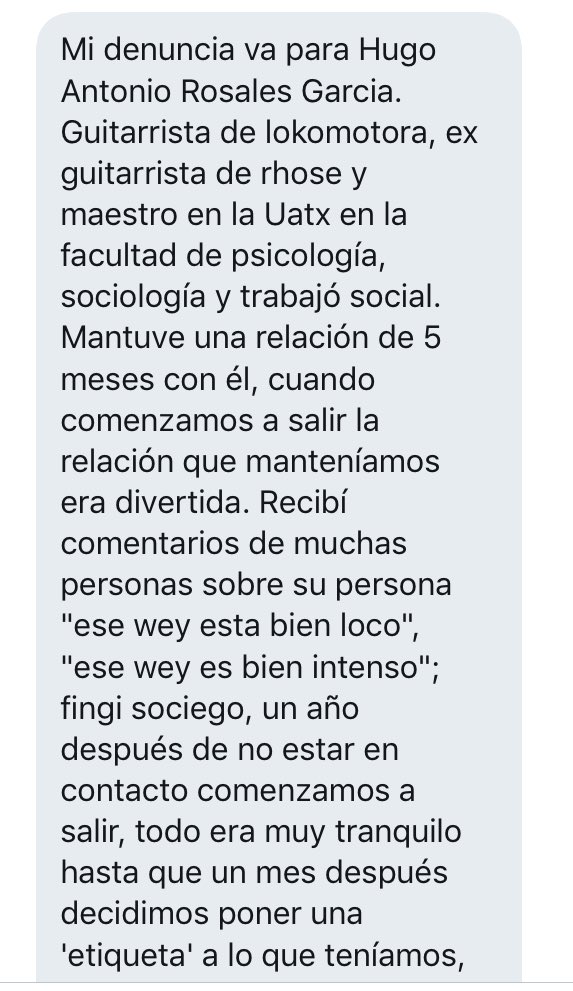 Mi denuncia va para Hugo
Antonio Rosales Garcia.
Guitarrista de lokomotora, ex
guitarrista de rhose y
maestro en la Uatx en la
facultad de psicología,
sociología y trabajó social.
Mantuve una relación de 5
meses con él, cuando
comenzamos a salir la
relación que manteníamos
era divertida. Recibí
comentarios de muchas
personas sobre su persona
"ese wey esta bien loco",
"ese wey es bien intenso";
fingi sociego, un año
después de no estar en
contacto comenzamos a
salir, todo era muy tranquilo
hasta que un mes después
decidimos poner una
'etiqueta' a lo que teníamos,